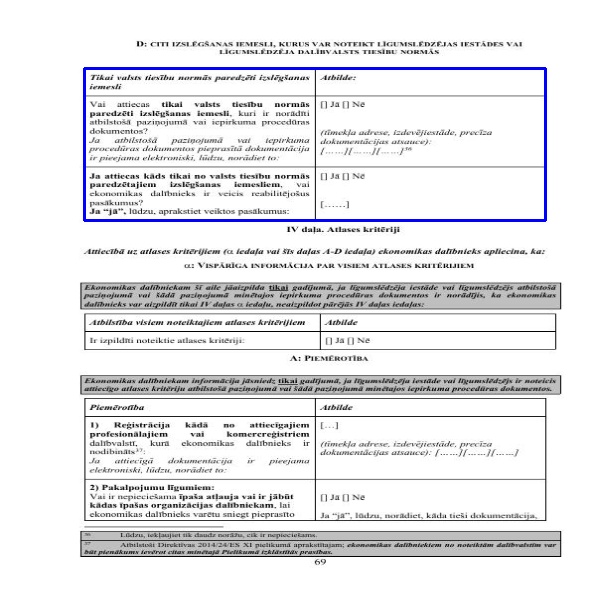 D: CITI IZSLĒGŠANAS IEMESLI, KURUS VAR NOTEIKT LĪGUMSLĒDZĒJAS IESTĀDES VAI
LĪGUMSLĒDZĒJA DALĪBVALSTS TIESĪBU NORMĀS
Tikai valsts tiesību normās paredzēti izslēgšanas
iemesli
Atbilde:
Vai attiecas tikai valsts tiesību normās
paredzēti izslēgšanas iemesli, kuri ir norādīti
atbilstošā paziņojumā vai iepirkuma procedūras
dokumentos?
Ja atbilstošā paziņojumā vai iepirkuma
procedūras dokumentos pieprasītā dokumentācija
ir pieejama elektroniski, lūdzu, norādiet to:
[] Jā [] Nē
(tīmekļa adrese, izdevējiestāde, precīza
dokumentācijas atsauce):
[……][……][……]³⁶
Ja attiecas kāds tikai no valsts tiesību normās
paredzētajiem izslēgšanas iemesliem, vai
ekonomikas dalībnieks ir veicis reabilitējošus
pasākumus?
Ja “jā”, lūdzu, aprakstiet veiktos pasākumus:
[] Jā [] Nē
[……]
IV daļa. Atlases kritēriji
Attiecībā uz atlases kritērijiem (α iedaļa vai šīs daļas A-D iedaļa) ekonomikas dalībnieks apliecina, ka:
α: VISPĀRĪGA INFORMĀCIJA PAR VISIEM ATLASES KRITĒRIJIEM
Ekonomikas dalībniekam šī aile jāaizpilda tikai gadījumā, ja līgumslēdzēja iestāde vai līgumslēdzējs atbilstošā
paziņojumā vai šādā paziņojumā minētajos iepirkuma procedūras dokumentos ir norādījis, ka ekonomikas
dalībnieks var aizpildīt tikai IV daļas α iedaļu, neaizpildot pārējās IV daļas iedaļas:
Atbilstība visiem noteiktajiem atlases kritērijiem
Atbilde
Ir izpildīti noteiktie atlases kritēriji:
[] Jā [] Nē
A: PIEMĒROTĪBA
Ekonomikas dalībniekam informācija jāsniedz tikai gadījumā, ja līgumslēdzēja iestāde vai līgumslēdzējs ir noteicis
attiecīgo atlases kritēriju atbilstošā paziņojumā vai šādā paziņojumā minētajos iepirkuma procedūras dokumentos.
Piemērotība
Atbilde
1) Reģistrācija kādā no attiecīgajiem
profesionālajiem vai komercreģistriem
dalībvalstī, kurā ekonomikas dalībnieks ir
nodibināts³⁷:
Ja attiecīgā dokumentācija ir pieejama
elektroniski, lūdzu, norādiet to:
[…]
(tīmekļa adrese, izdevējiestāde, precīza
dokumentācijas atsauce): [……][……][……]
2) Pakalpojumu līgumiem:
Vai ir nepieciešama īpaša atļauja vai ir jābūt
kādas īpašas organizācijas dalībniekam, lai
ekonomikas dalībnieks varētu sniegt pieprasīto
[] Jā [] Nē
Ja “jā”, lūdzu, norādiet, kāda tieši dokumentācija,
³⁶ Lūdzu, iekļaujiet tik daudz norāžu, cik ir nepieciešams.
³⁷ Atbilstoši Direktīvas 2014/24/ES XI pielikumā aprakstītajam; ekonomikas dalībniekiem no noteiktām dalībvalstīm var
būt pienākums ievērot citas minētajā Pielikumā izklāstītās prasības.
69